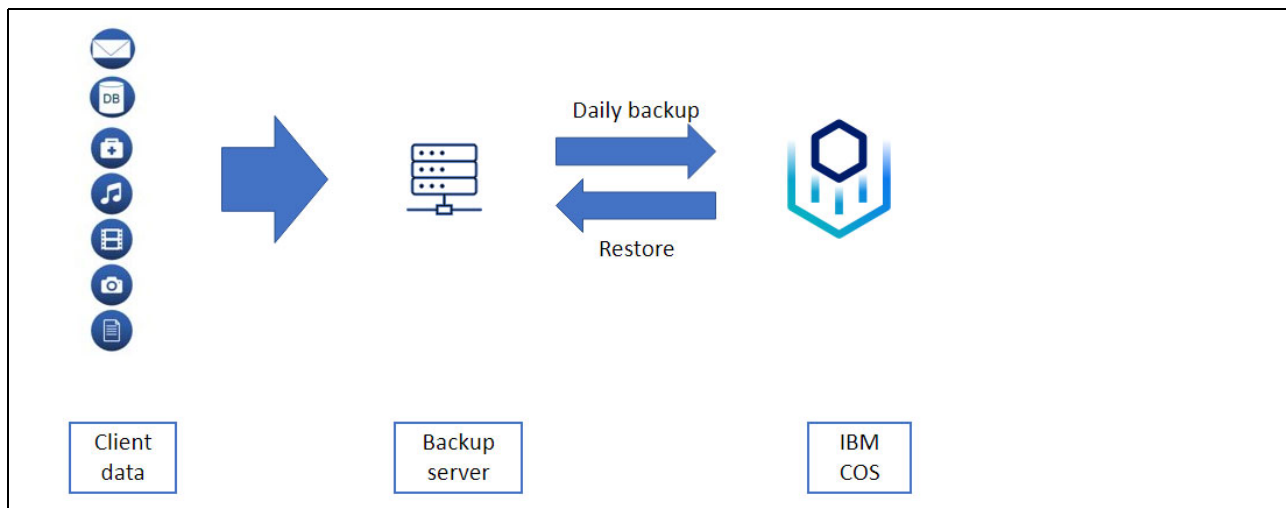 DB
Daily backup
Restore
Client
data
Backup
server
IBM
COS